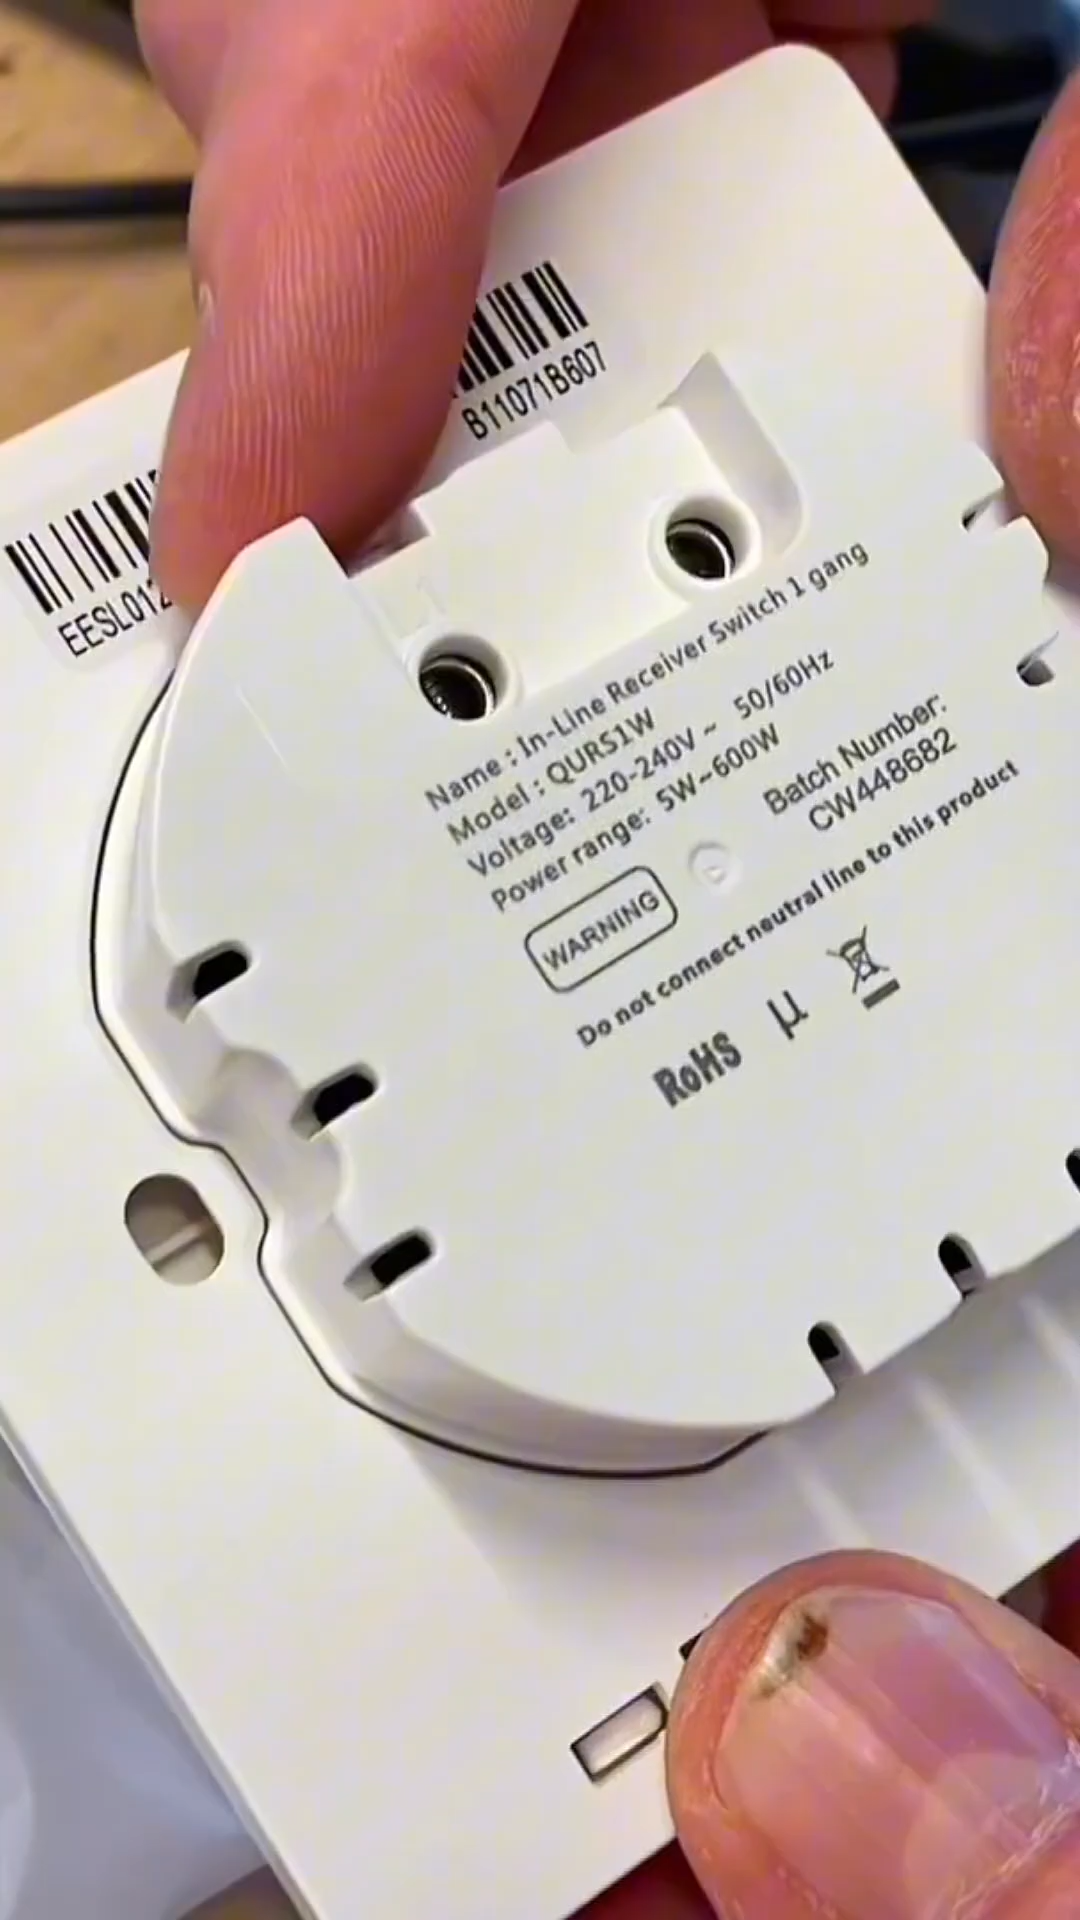 B11071B607
EESL012
Name : In-Line Receiver Switch 1 gang
Model : QURS1W
Voltage: 220-240V ~ 50/60Hz
Power range: 5W~600W
Batch Number:
CW448682
WARNING
Do not connect neutral line to this product
RoHS
μ